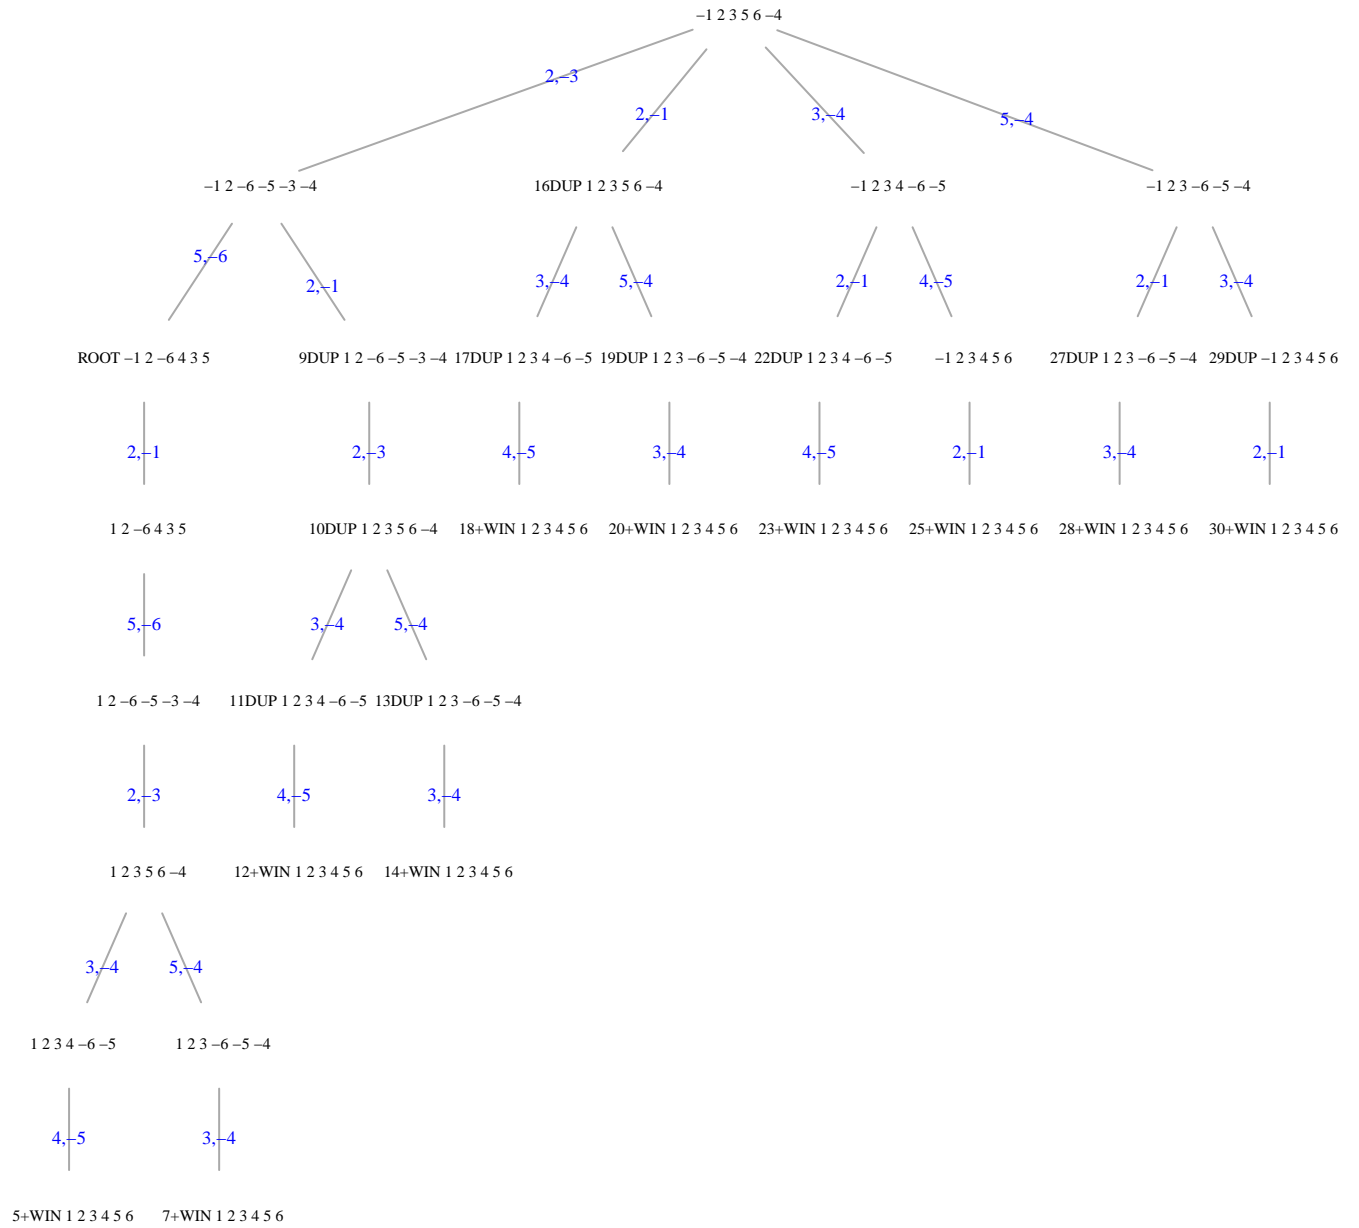 –1 2 3 5 6 –4
2,–3
2,–1
3,–4
5,–4
–1 2 –6 –5 –3 –4
16DUP 1 2 3 5 6 –4
–1 2 3 4 –6 –5
–1 2 3 –6 –5 –4
5,–6
2,–1
3,–4
5,–4
2,–1
4,–5
2,–1
3,–4
ROOT –1 2 –6 4 3 5
9DUP 1 2 –6 –5 –3 –4
17DUP 1 2 3 4 –6 –5
19DUP 1 2 3 –6 –5 –4
22DUP 1 2 3 4 –6 –5
–1 2 3 4 5 6
27DUP 1 2 3 –6 –5 –4
29DUP –1 2 3 4 5 6
2,–1
2,–3
4,–5
3,–4
4,–5
2,–1
3,–4
2,–1
1 2 –6 4 3 5
10DUP 1 2 3 5 6 –4
18+WIN 1 2 3 4 5 6
20+WIN 1 2 3 4 5 6
23+WIN 1 2 3 4 5 6
25+WIN 1 2 3 4 5 6
28+WIN 1 2 3 4 5 6
30+WIN 1 2 3 4 5 6
5,–6
3,–4
5,–4
1 2 –6 –5 –3 –4
11DUP 1 2 3 4 –6 –5
13DUP 1 2 3 –6 –5 –4
2,–3
4,–5
3,–4
1 2 3 5 6 –4
12+WIN 1 2 3 4 5 6
14+WIN 1 2 3 4 5 6
3,–4
5,–4
1 2 3 4 –6 –5
1 2 3 –6 –5 –4
4,–5
3,–4
5+WIN 1 2 3 4 5 6
7+WIN 1 2 3 4 5 6